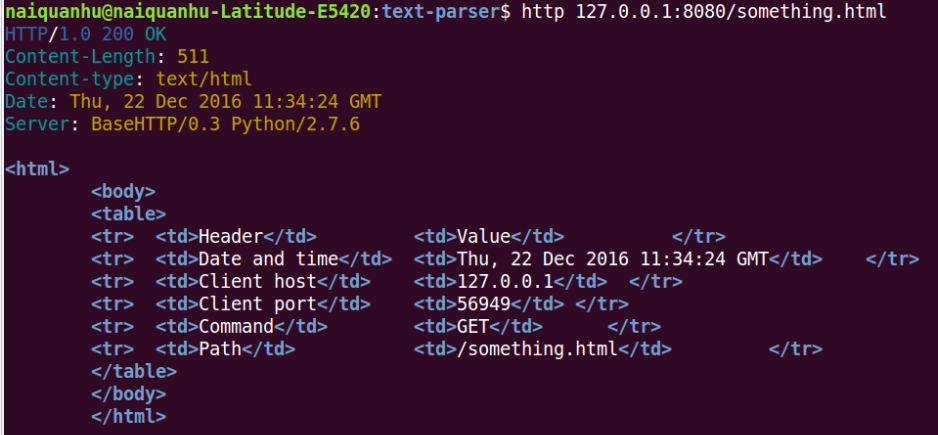 naiquanhu@naiquanhu-Latitude-E5420:text-parser$ http 127.0.0.1:8080/something.html
HTTP/1.0 200 OK
Content-Length: 511
Content-type: text/html
Date: Thu, 22 Dec 2016 11:34:24 GMT
Server: BaseHTTP/0.3 Python/2.7.6

<html>
        <body>
        <table>
        <tr>  <td>Header</td>         <td>Value</td>          </tr>
        <tr>  <td>Date and time</td>  <td>Thu, 22 Dec 2016 11:34:24 GMT</td>    </tr>
        <tr>  <td>Client host</td>    <td>127.0.0.1</td>  </tr>
        <tr>  <td>Client port</td>    <td>56949</td> </tr>
        <tr>  <td>Command</td>        <td>GET</td>      </tr>
        <tr>  <td>Path</td>           <td>/something.html</td>         </tr>
        </table>
        </body>
        </html>